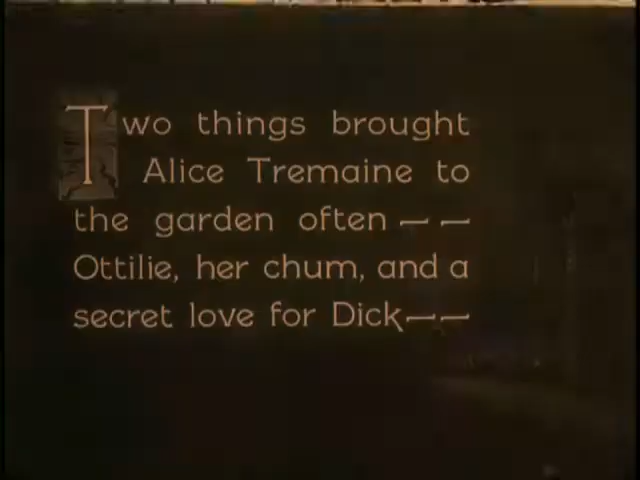 Two things brought
Alice Tremaine to
the garden often — —
Ottilie, her chum, and a
secret love for Dick — —